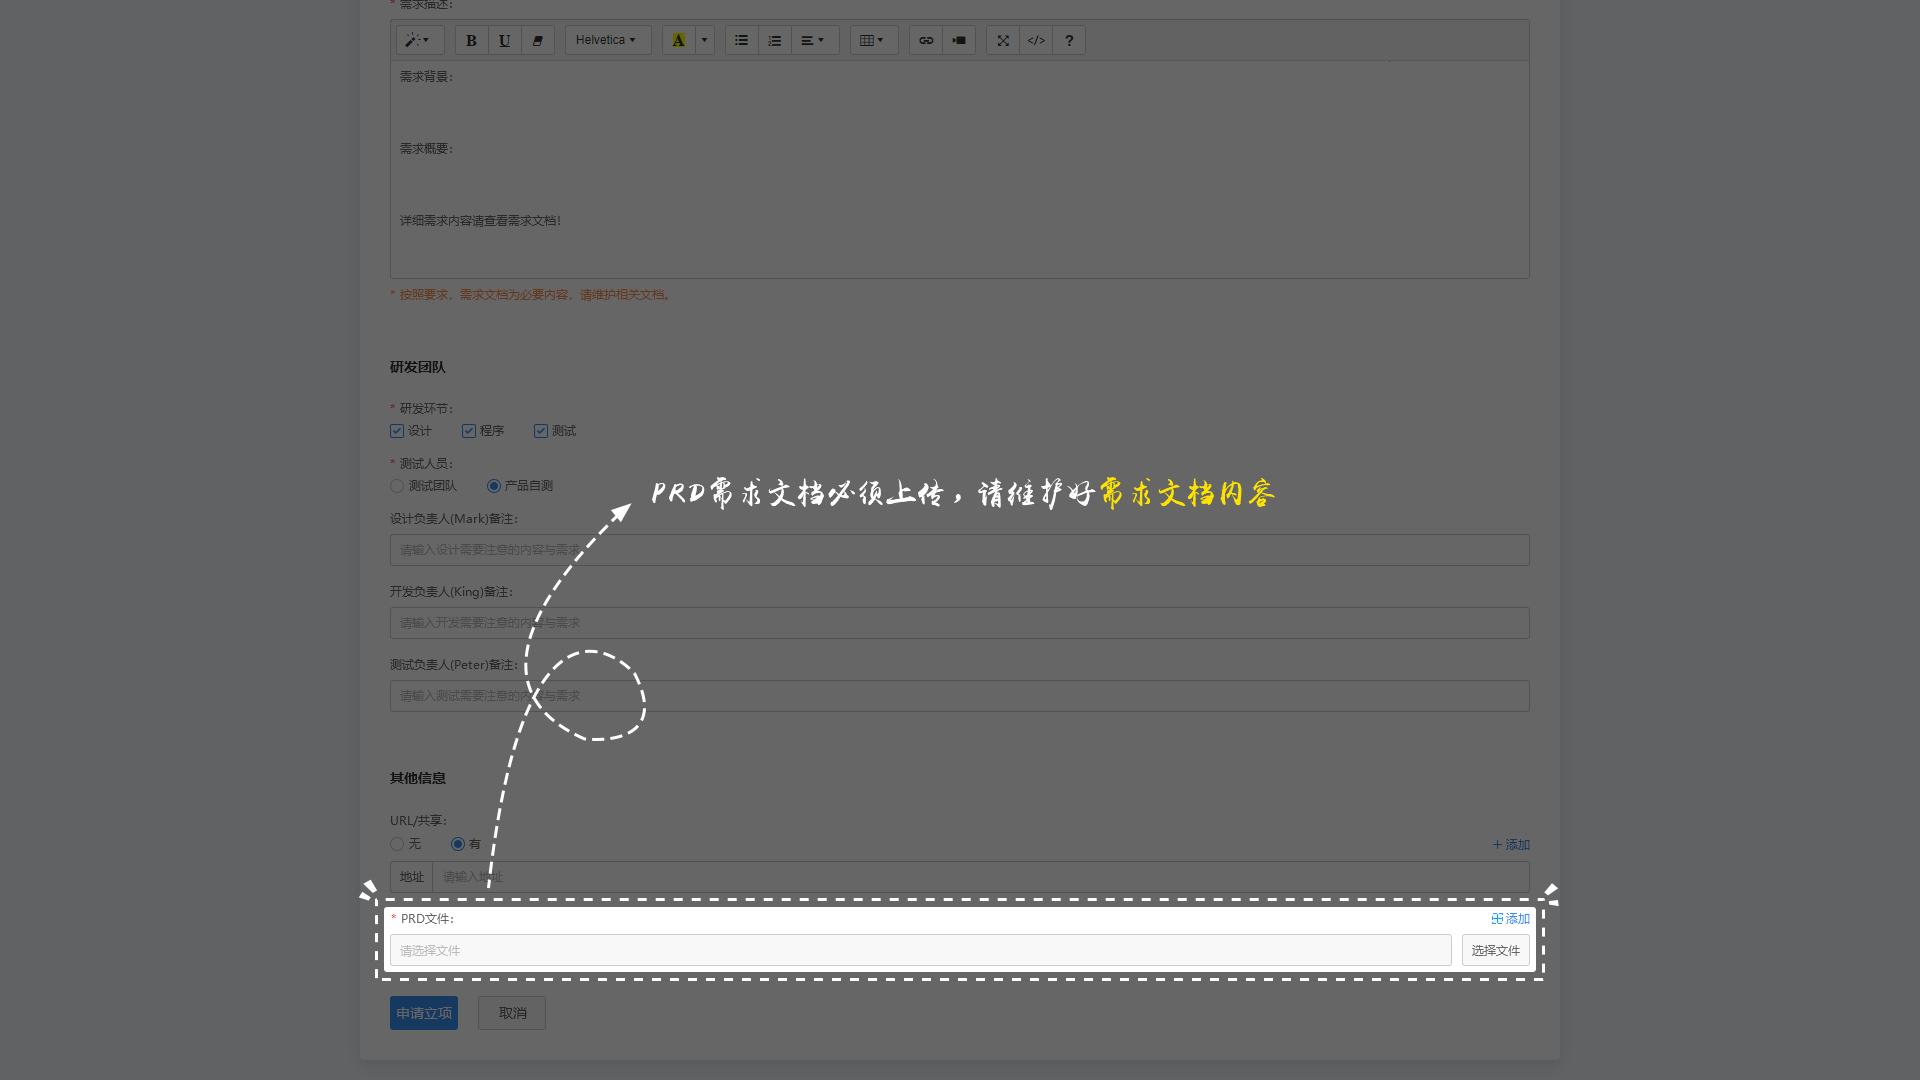 * 需求描述：
B U Helvetica A </> ?
需求背景：
需求概要：
详细需求内容请查看需求文档！
* 按照要求，需求文档为必要内容，请维护相关文档。
研发团队
* 研发环节：
设计 程序 测试
* 测试人员：
测试团队 产品自测
PRD需求文档必须上传，请维护好需求文档内容
设计负责人(Mark)备注：
请输入设计需要注意的内容与需求
开发负责人(King)备注：
请输入开发需要注意的内容与需求
测试负责人(Peter)备注：
请输入测试需要注意的内容与需求
其他信息
URL/共享：
无 有 添加
地址 请输入地址
* PRD文件： 添加
请选择文件 选择文件
申请立项 取消